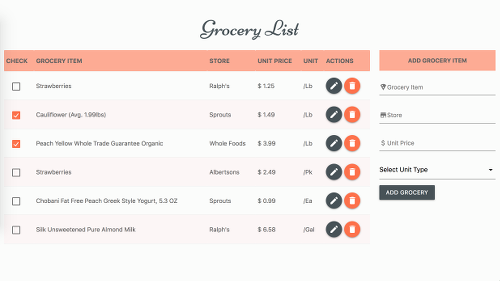 Grocery List
CHECK GROCERY ITEM STORE UNIT PRICE UNIT ACTIONS
Strawberries Ralph's $ 1.25 /Lb
Cauliflower (Avg. 1.99lbs) Sprouts $ 1.49 /Lb
Peach Yellow Whole Trade Guarantee Organic Whole Foods $ 3.99 /Lb
Strawberries Albertsons $ 2.49 /Pk
Chobani Fat Free Peach Greek Style Yogurt, 5.3 OZ Sprouts $ 0.99 /Ea
Silk Unsweetened Pure Almond Milk Ralph's $ 6.58 /Gal
ADD GROCERY ITEM
Grocery Item
Store
$ Unit Price
Select Unit Type
ADD GROCERY